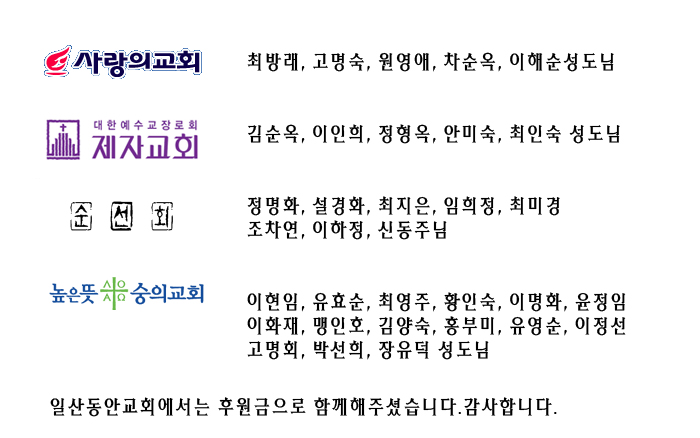 사랑의교회
최방래, 고명숙, 원영애, 차순옥, 이해순성도님
대한예수교장로회
제자교회
김순옥, 이인희, 정형옥, 안미숙, 최인숙 성도님
순 선 회
정명화, 설경화, 최지은, 임희정, 최미경
조차연, 이하정, 신동주님
높은뜻 숭의교회
이현임, 유효순, 최영주, 황인숙, 이명화, 윤정임
이화재, 맹인호, 김양숙, 홍부미, 유영순, 이정선
고명회, 박선희, 장유덕 성도님
일산동안교회에서는 후원금으로 함께해주셨습니다.감사합니다.